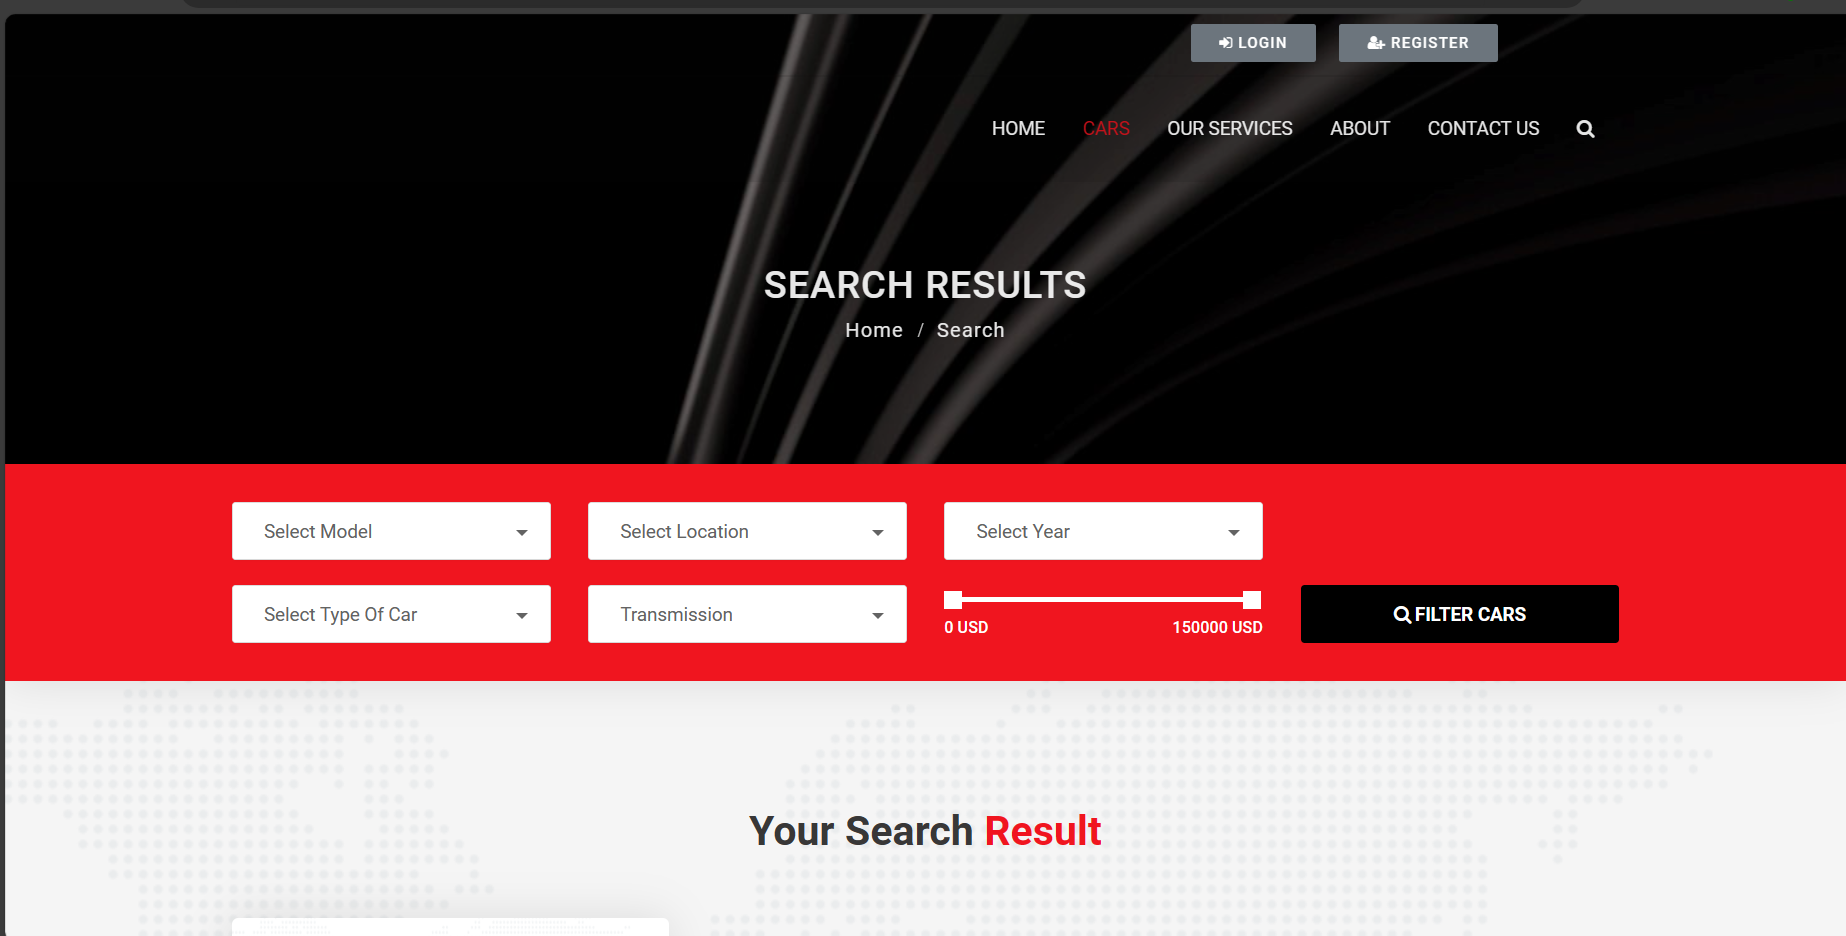 LOGIN
REGISTER
HOME
CARS
OUR SERVICES
ABOUT
CONTACT US
SEARCH RESULTS
Home / Search
Select Model
Select Location
Select Year
Select Type Of Car
Transmission
0 USD
150000 USD
FILTER CARS
Your Search Result